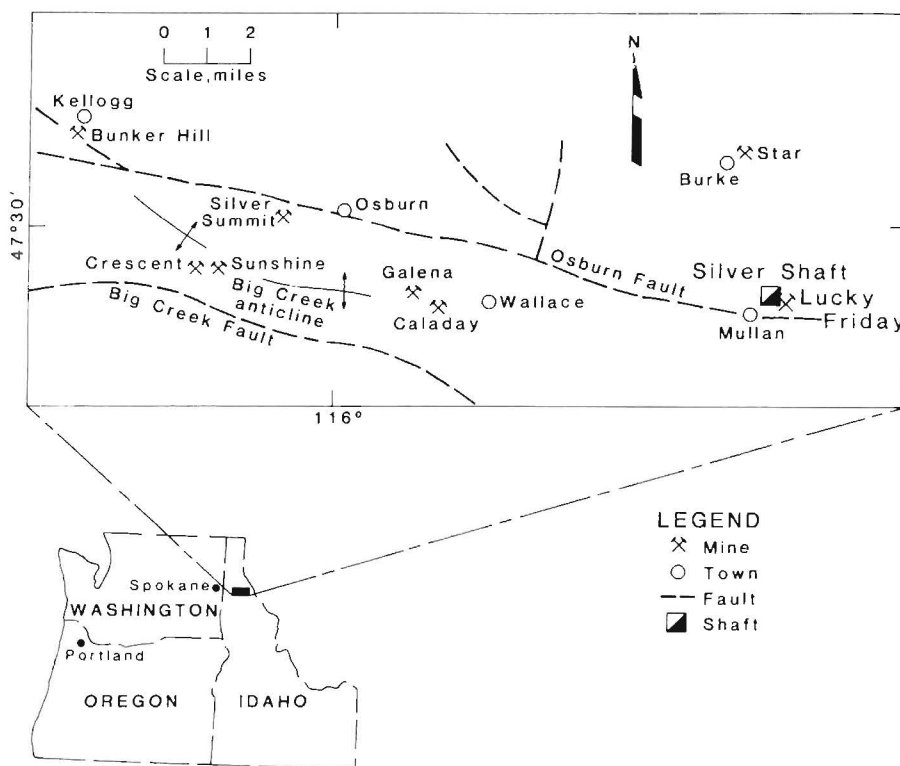 0 1 2
Scale, miles
N
Kellogg
Bunker Hill
Star
Burke
Silver
Summit
Osburn
47°30'
Crescent
Sunshine
Big Creek
anticline
Big Creek Fault
Galena
Caladay
Wallace
Osburn Fault
Silver Shaft
Lucky
Friday
Mullan
116°
LEGEND
Mine
Town
Fault
Shaft
Spokane
WASHINGTON
Portland
OREGON
IDAHO